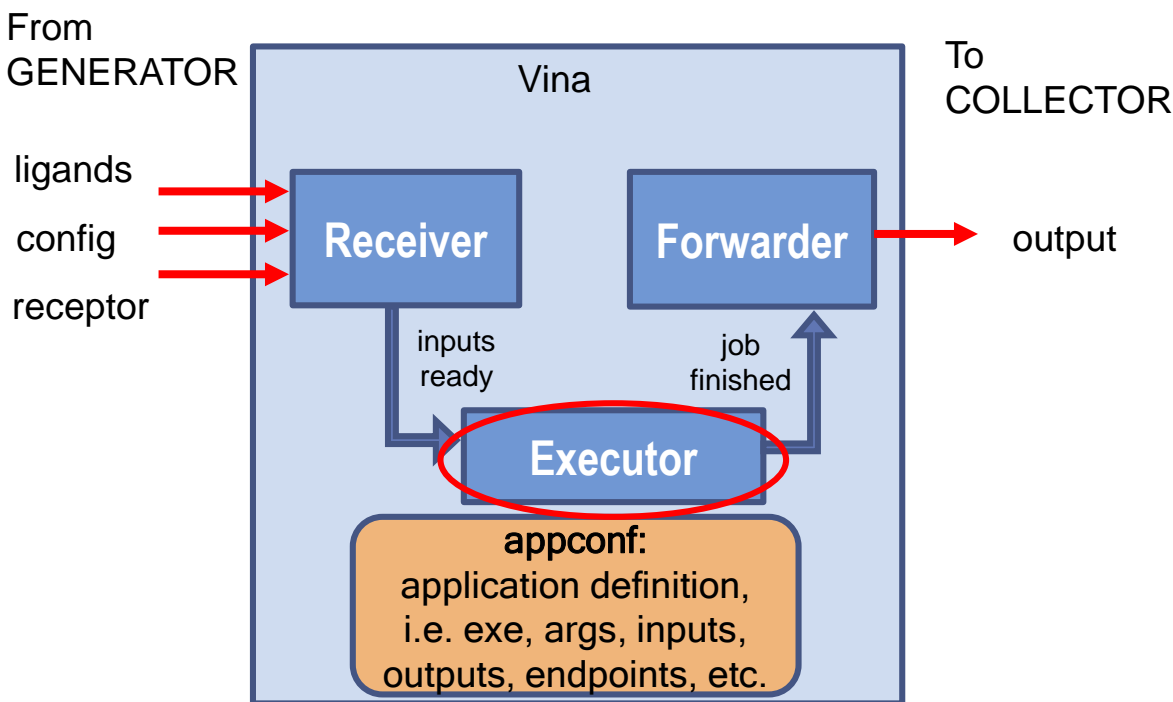 From
GENERATOR
Vina
To
COLLECTOR
ligands
config
receptor
Receiver
Forwarder
output
inputs
ready
job
finished
Executor
appconf:
application definition,
i.e. exe, args, inputs,
outputs, endpoints, etc.